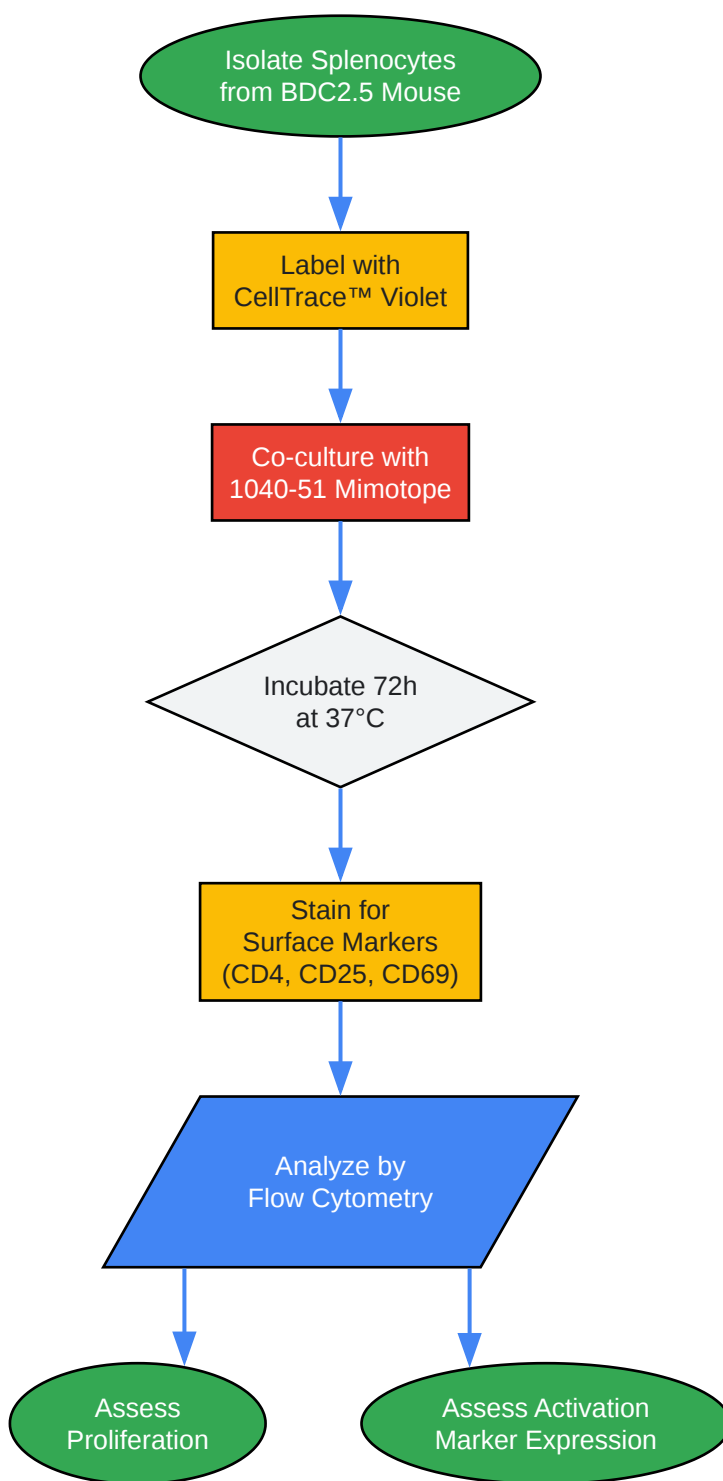 Isolate Splenocytes
from BDC2.5 Mouse
Label with
CellTrace™ Violet
Co-culture with
1040-51 Mimotope
Incubate 72h
at 37°C
Stain for
Surface Markers
(CD4, CD25, CD69)
Analyze by
Flow Cytometry
Assess
Proliferation
Assess Activation
Marker Expression